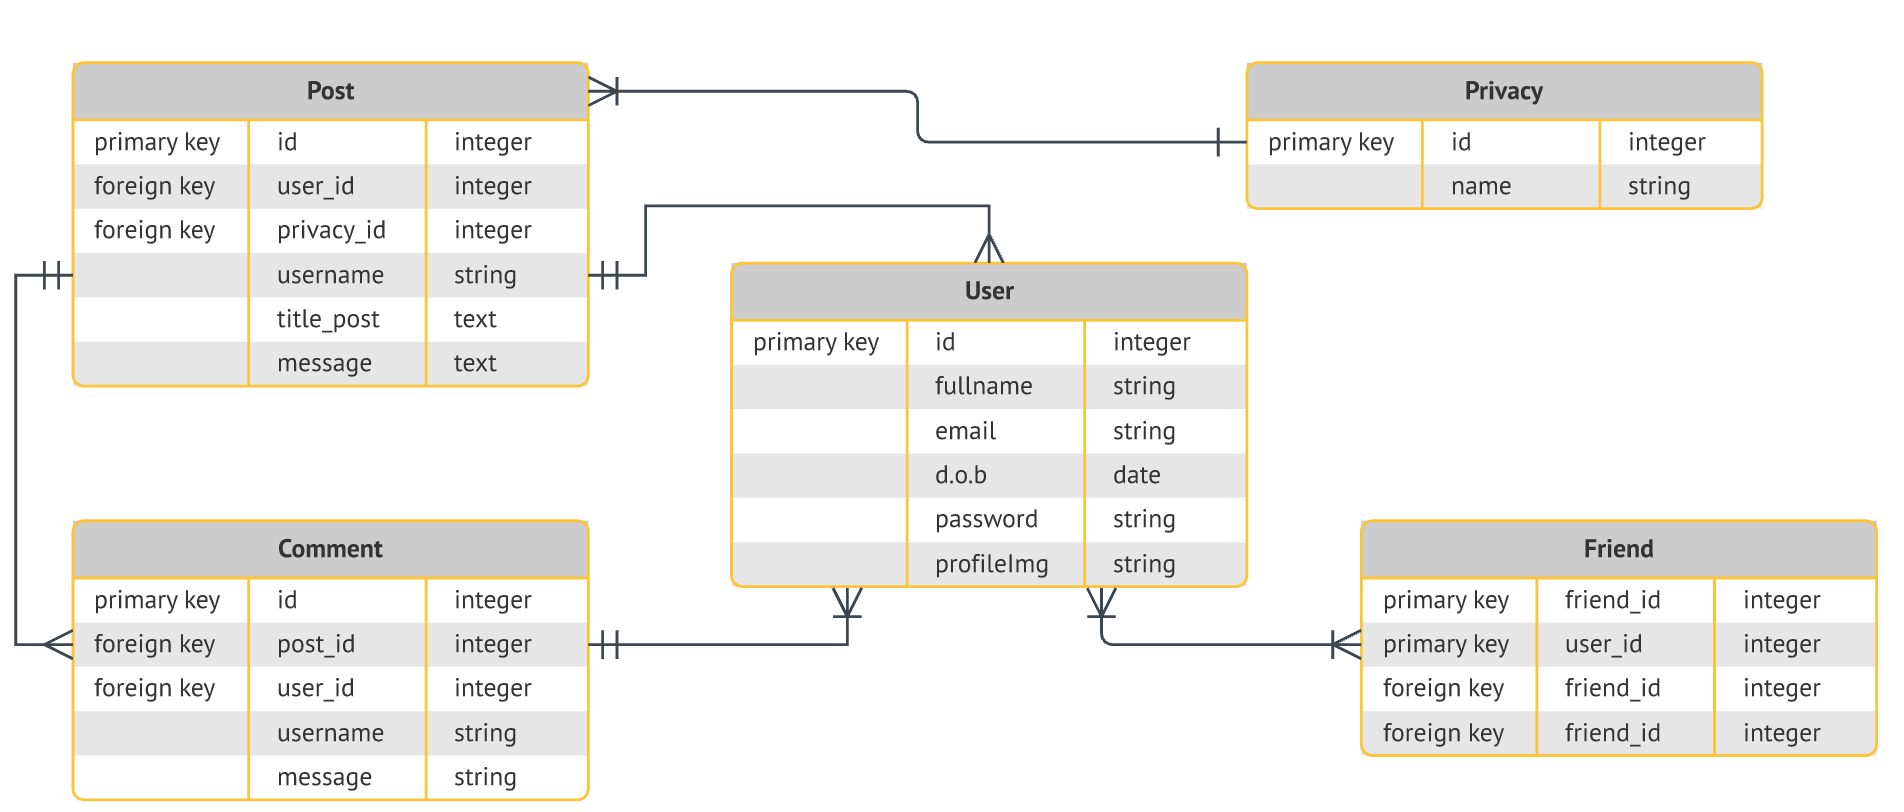 Post
primary key id integer
foreign key user_id integer
foreign key privacy_id integer
username string
title_post text
message text
Privacy
primary key id integer
name string
User
primary key id integer
fullname string
email string
d.o.b date
password string
profileImg string
Comment
primary key id integer
foreign key post_id integer
foreign key user_id integer
username string
message string
Friend
primary key friend_id integer
primary key user_id integer
foreign key friend_id integer
foreign key friend_id integer